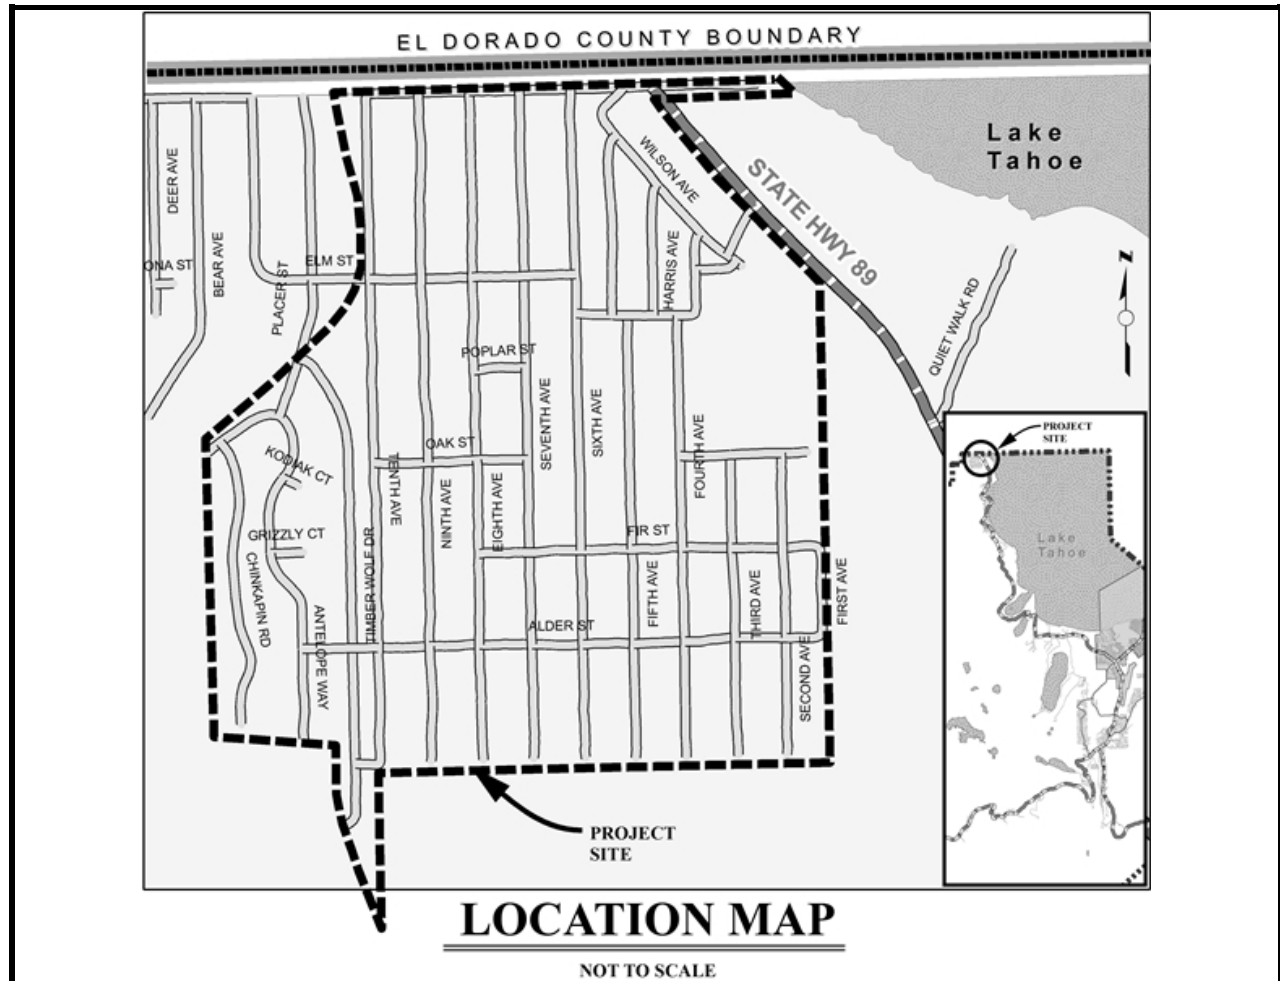 EL DORADO COUNTY BOUNDARY
Lake
Tahoe
WILSON AVE
STATE HWY 89
DEER AVE
BEAR AVE
ONA ST
ELM ST
PLACER ST
HARRIS AVE
N
QUIET WALK RD
POPLAR ST
SEVENTH AVE
SIXTH AVE
FOURTH AVE
OAK ST
KODIAK CT
TENTH AVE
NINTH AVE
EIGHTH AVE
GRIZZLY CT
FIR ST
CHINKAPIN RD
TIMBER WOLF DR
FIFTH AVE
THIRD AVE
FIRST AVE
ANTELOPE WAY
ALDER ST
SECOND AVE
PROJECT
SITE
Lake
Tahoe
PROJECT
SITE
LOCATION MAP
NOT TO SCALE